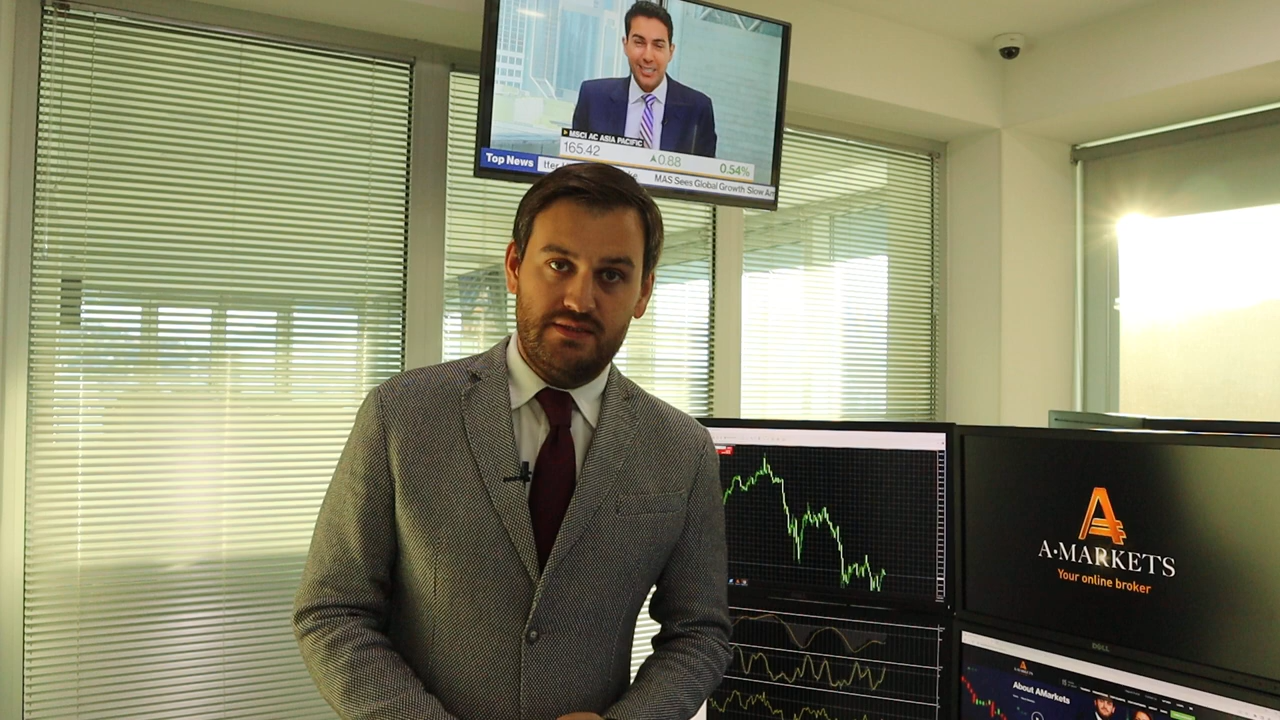 MSCI AC ASIA PACIFIC
165.42 ▲0.88 0.54%
Top News
MAS Sees Global Growth Slow
A·MARKETS
Your online broker
DELL
About AMarkets